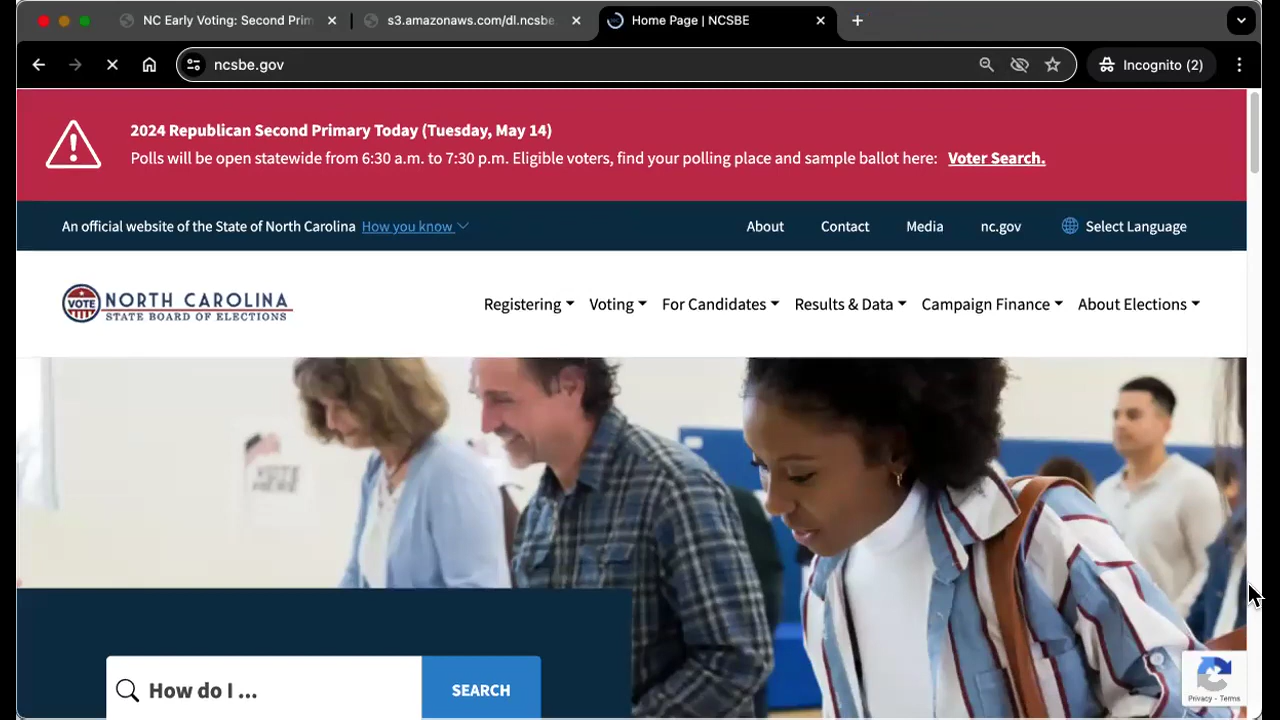 NC Early Voting: Second Prim
s3.amazonaws.com/dl.ncsbe.
Home Page | NCSBE
ncsbe.gov
Incognito (2)
2024 Republican Second Primary Today (Tuesday, May 14)
Polls will be open statewide from 6:30 a.m. to 7:30 p.m. Eligible voters, find your polling place and sample ballot here: Voter Search.
An official website of the State of North Carolina How you know
About Contact Media nc.gov Select Language
VOTE NORTH CAROLINA
STATE BOARD OF ELECTIONS
Registering Voting For Candidates Results & Data Campaign Finance About Elections
VOTE
HERE
How do I ...
SEARCH
Privacy - Terms